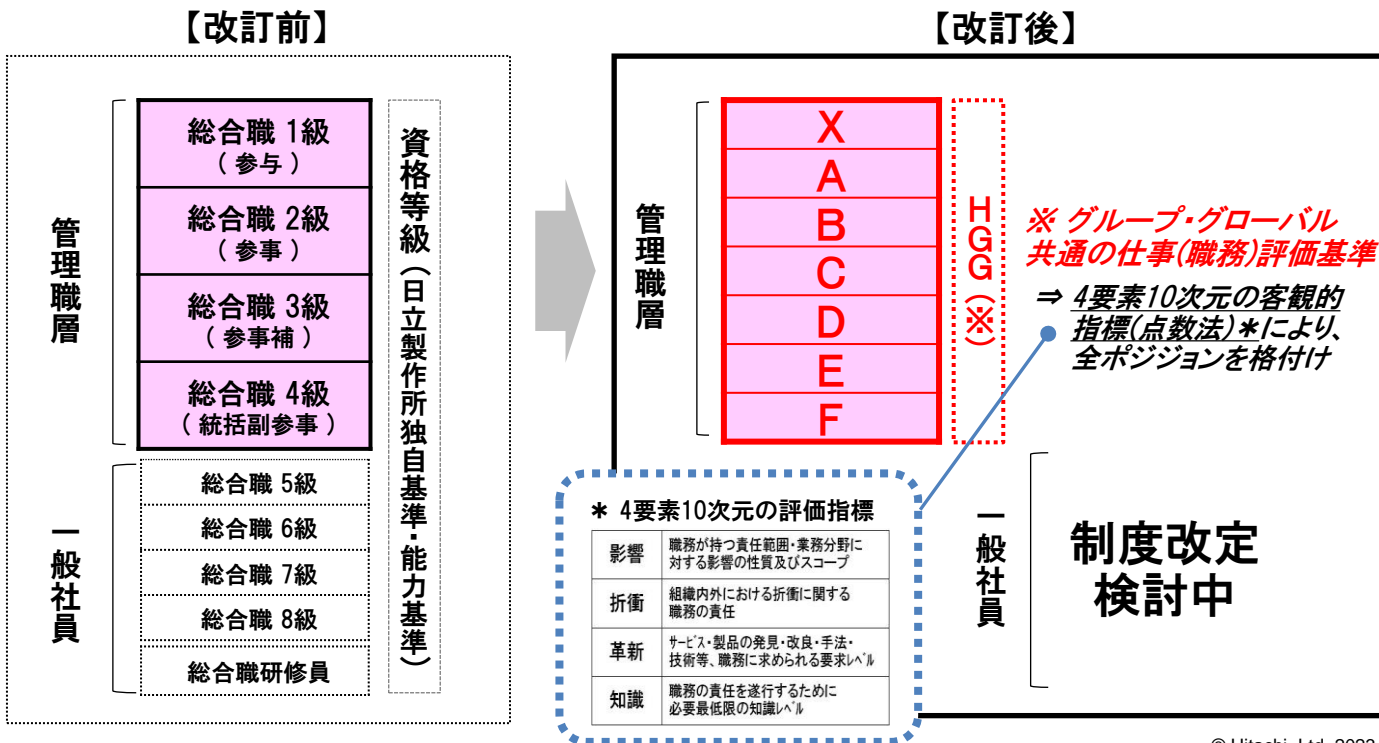 【改訂前】
管理職層
総合職 1級
( 参与 )
総合職 2級
( 参事 )
総合職 3級
( 参事補 )
総合職 4級
( 統括副参事 )
一般社員
総合職 5級
総合職 6級
総合職 7級
総合職 8級
総合職研修員
資格等級(日立製作所独自基準・能力基準)
【改訂後】
管理職層
X
A
B
C
D
E
F
HGG(※)
※ グループ・グローバル
共通の仕事(職務)評価基準
⇒ 4要素10次元の客観的
指標(点数法)*により、
全ポジジョンを格付け
* 4要素10次元の評価指標
影響
職務が持つ責任範囲・業務分野に
対する影響の性質及びスコープ
折衝
組織内外における折衝に関する
職務の責任
革新
サービス・製品の発見・改良・手法・
技術等、職務に求められる要求レベル
知識
職務の責任を遂行するために
必要最低限の知識レベル
一般社員
制度改定
検討中